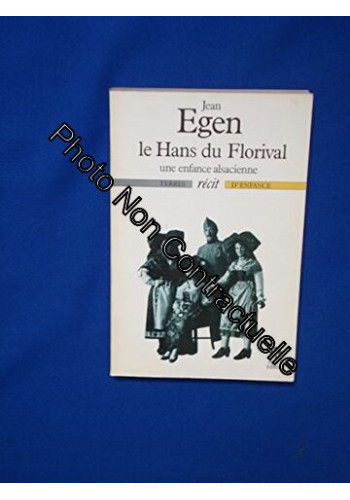 Jean
Egen
le Hans du Florival
une enfance alsacienne
TERRES récit D'ENFANCE
Photo Non Contractuelle